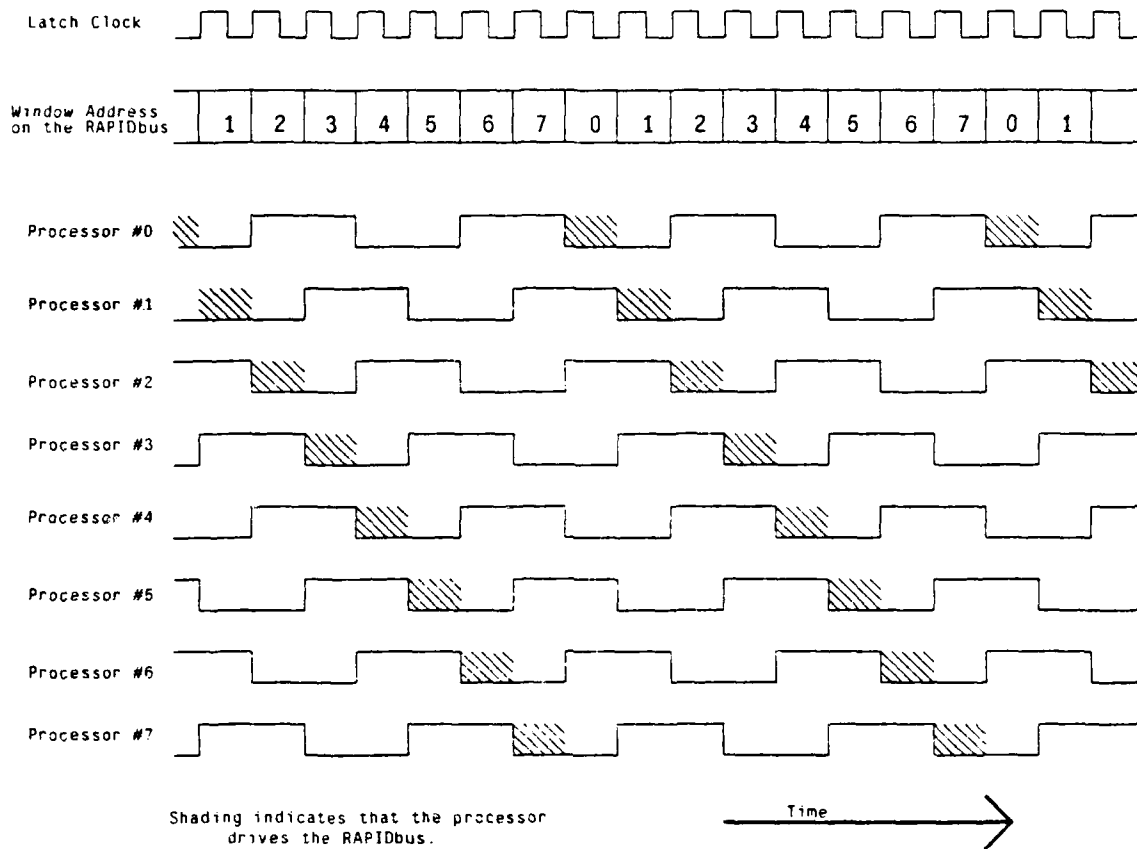 Latch Clock
Window Address
on the RAPIDbus
1 2 3 4 5 6 7 0 1 2 3 4 5 6 7 0 1
Processor #0
Processor #1
Processor #2
Processor #3
Processor #4
Processor #5
Processor #6
Processor #7
Shading indicates that the processor
drives the RAPIDbus.
Time